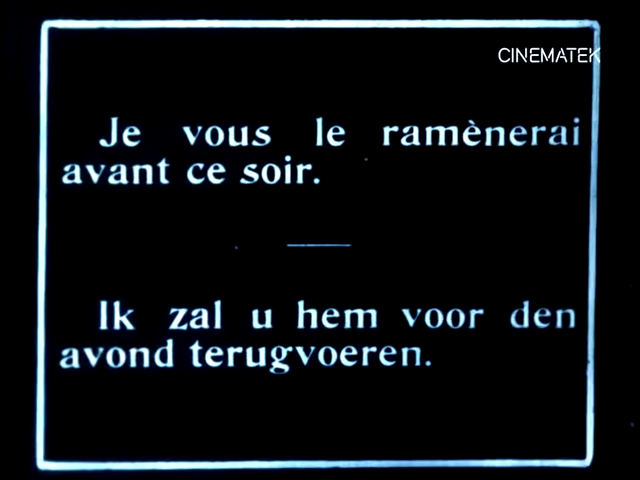 CINEMATEK
Je vous le ramènerai
avant ce soir.
Ik zal u hem voor den
avond terugvoeren.